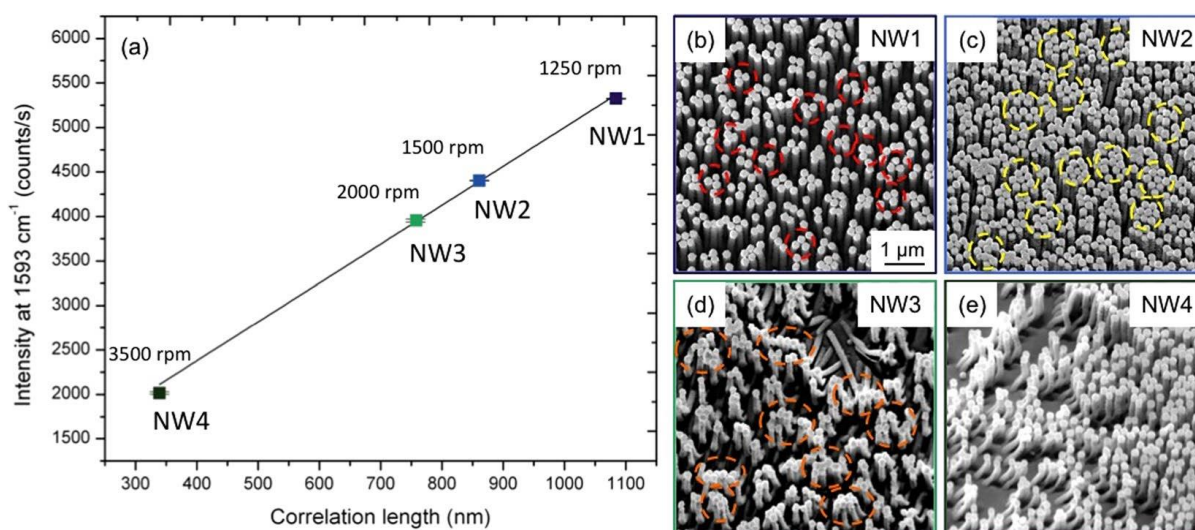 (a)
Intensity at 1593 cm⁻¹ (counts/s)
6000
5500
5000
4500
4000
3500
3000
2500
2000
1500
1250 rpm
NW1
1500 rpm
NW2
2000 rpm
NW3
3500 rpm
NW4
300 400 500 600 700 800 900 1000 1100
Correlation length (nm)
(b) NW1
1 µm
(c) NW2
(d) NW3
(e) NW4